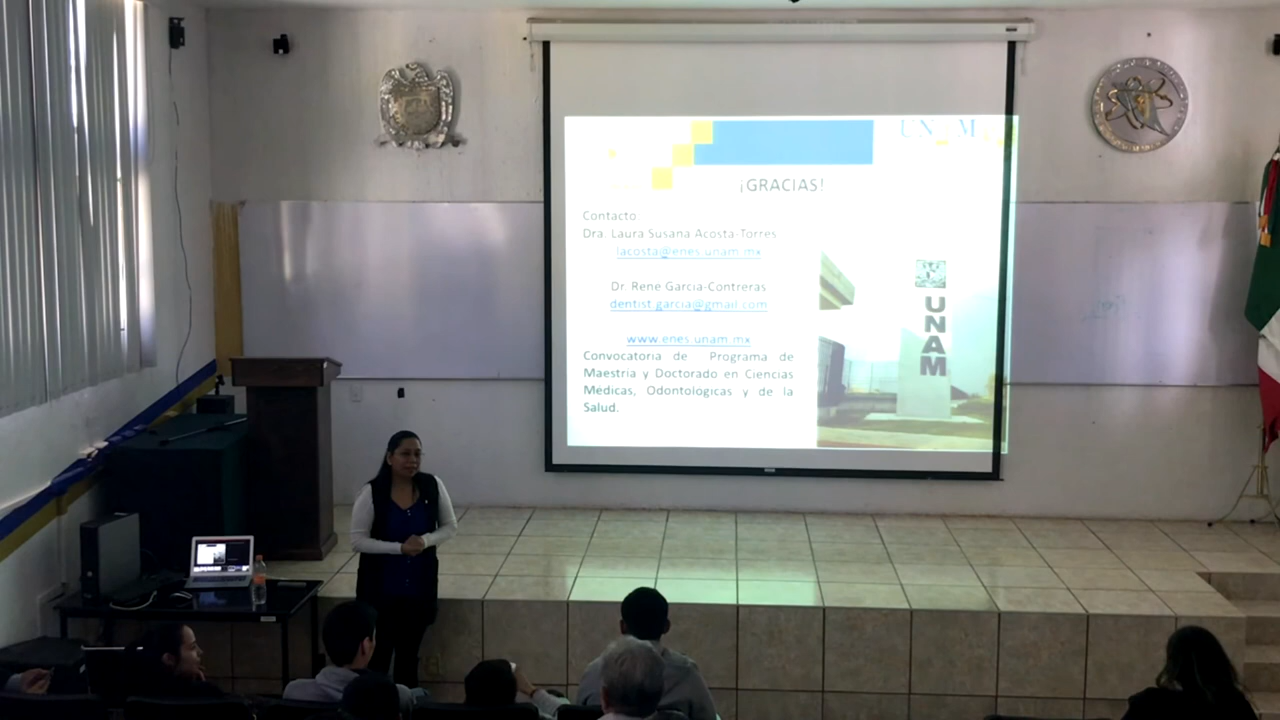 UNAM
¡GRACIAS!
Contacto:
Dra. Laura Susana Acosta-Torres
lacosta@enes.unam.mx
Dr. Rene Garcia-Contreras
dentist.garcia@gmail.com
www.enes.unam.mx
Convocatoria de Programa de
Maestria y Doctorado en Ciencias
Médicas, Odontologicas y de la
Salud.
UNAM